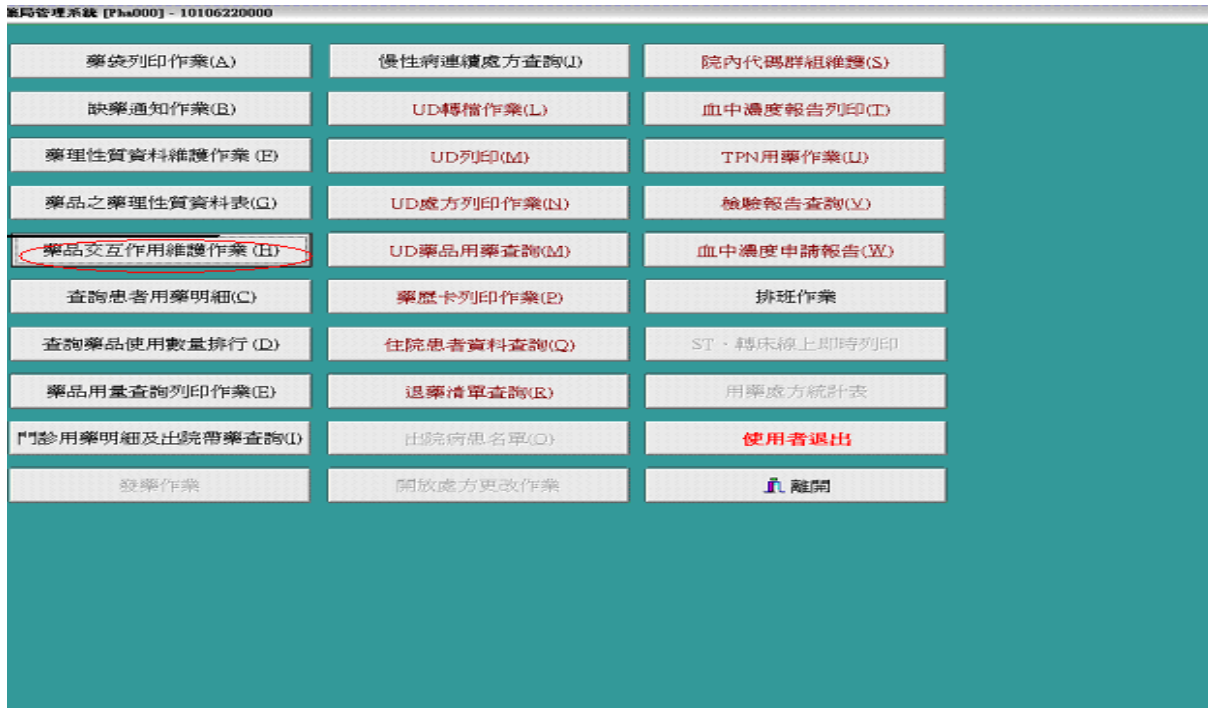 藥局管理系統 [Pha000] - 10106220000
藥袋列印作業(A)
慢性病連續處方查詢(J)
院內代碼群組維護(S)
缺藥通知作業(B)
UD轉檔作業(L)
血中濃度報告列印(T)
藥理性質資料維護作業 (F)
UD列印(M)
TPN用藥作業(U)
藥品之藥理性質資料表(G)
UD處方列印作業(N)
檢驗報告查詢(V)
藥品交互作用維護作業 (H)
UD藥品用藥查詢(M)
血中濃度申請報告(W)
查詢患者用藥明細(C)
藥歷卡列印作業(P)
排班作業
查詢藥品使用數量排行 (D)
住院患者資料查詢(Q)
ST、轉床線上即時列印
藥品用量查詢列印作業(E)
退藥清單查詢(R)
用藥處方統計表
門診用藥明細及出院帶藥查詢(I)
出院病患名單(O)
使用者退出
發藥作業
開放處方更改作業
離開